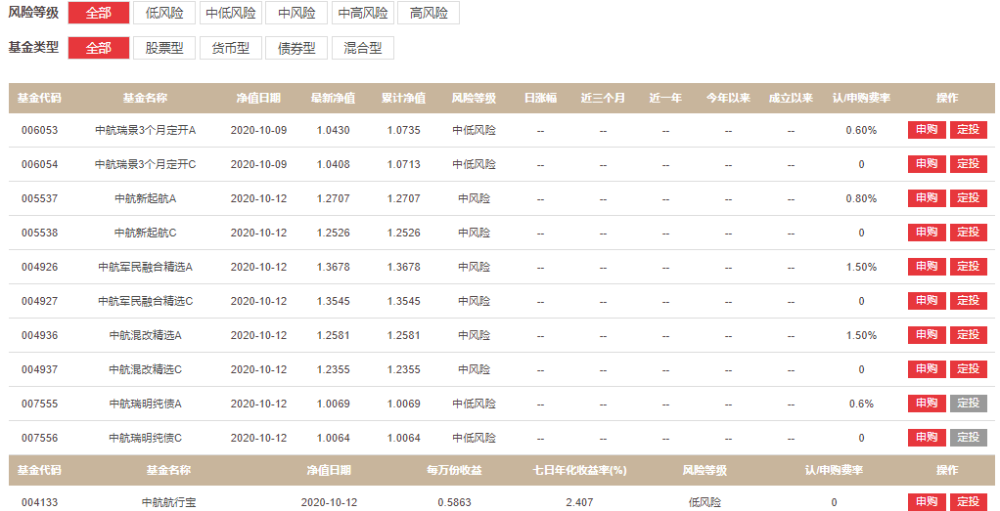 风险等级 全部 低风险 中低风险 中风险 中高风险 高风险
基金类型 全部 股票型 货币型 债券型 混合型
基金代码 基金名称 净值日期 最新净值 累计净值 风险等级 日涨幅 近三个月 近一年 今年以来 成立以来 认/申购费率 操作
006053 中航瑞景3个月定开A 2020-10-09 1.0430 1.0735 中低风险 -- -- -- -- -- 0.60% 申购 定投
006054 中航瑞景3个月定开C 2020-10-09 1.0408 1.0713 中低风险 -- -- -- -- -- 0 申购 定投
005537 中航新起航A 2020-10-12 1.2707 1.2707 中风险 -- -- -- -- -- 0.80% 申购 定投
005538 中航新起航C 2020-10-12 1.2526 1.2526 中风险 -- -- -- -- -- 0 申购 定投
004926 中航军民融合精选A 2020-10-12 1.3678 1.3678 中风险 -- -- -- -- -- 1.50% 申购 定投
004927 中航军民融合精选C 2020-10-12 1.3545 1.3545 中风险 -- -- -- -- -- 0 申购 定投
004936 中航混改精选A 2020-10-12 1.2581 1.2581 中风险 -- -- -- -- -- 1.50% 申购 定投
004937 中航混改精选C 2020-10-12 1.2355 1.2355 中风险 -- -- -- -- -- 0 申购 定投
007555 中航瑞明纯债A 2020-10-12 1.0069 1.0069 中低风险 -- -- -- -- -- 0.6% 申购 定投
007556 中航瑞明纯债C 2020-10-12 1.0064 1.0064 中低风险 -- -- -- -- -- 0 申购 定投
基金代码 基金名称 净值日期 每万份收益 七日年化收益率(%) 风险等级 认/申购费率 操作
004133 中航航行宝 2020-10-12 0.5863 2.407 低风险 0 申购 定投